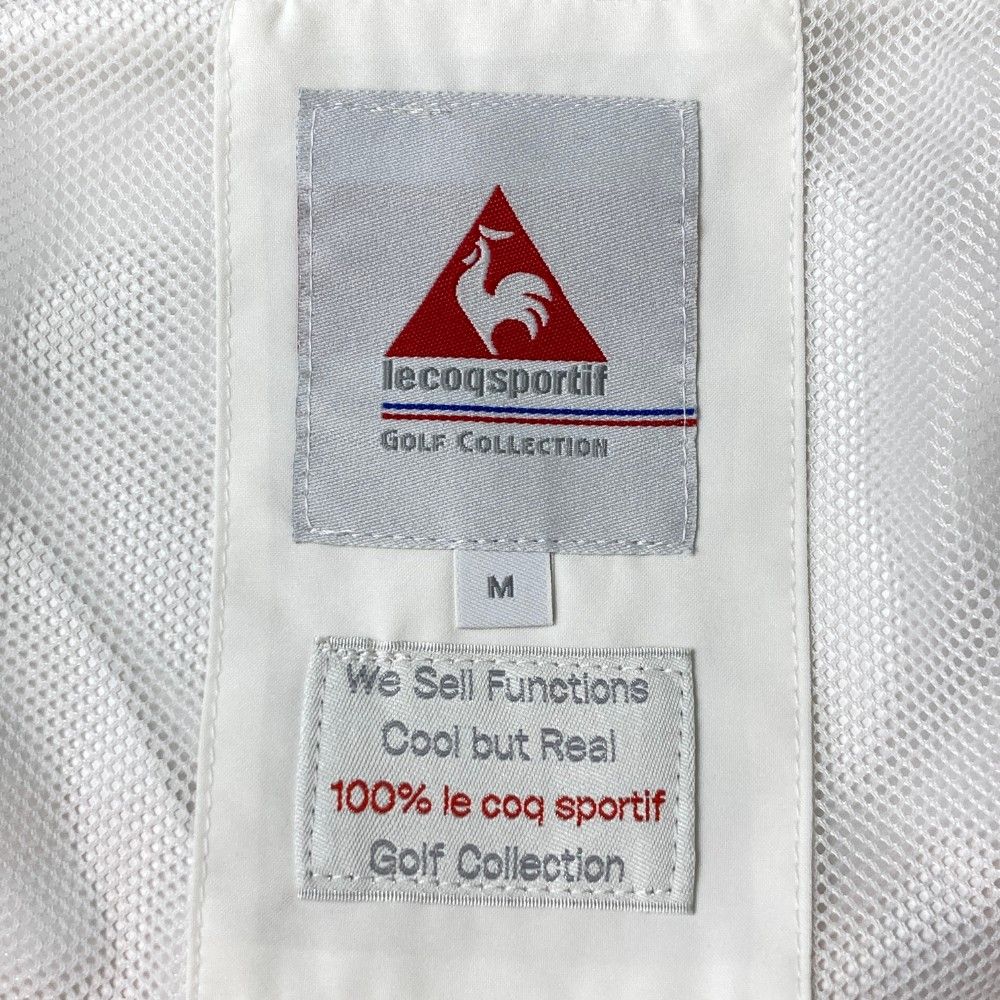 lecoqsportif
GOLF COLLECTION
M
We Sell Functions
Cool but Real
100% le coq sportif
Golf Collection